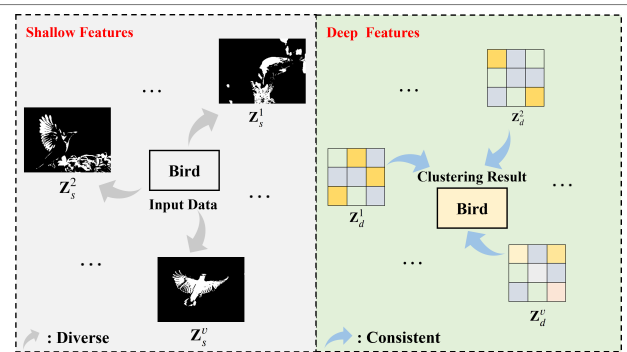 Shallow Features
Deep Features
...
Z_s^1
...
Z_d^2
Z_s^2
Bird
Input Data
...
Z_d^1
Clustering Result
Bird
...
...
Z_s^v
...
Z_d^v
: Diverse
: Consistent